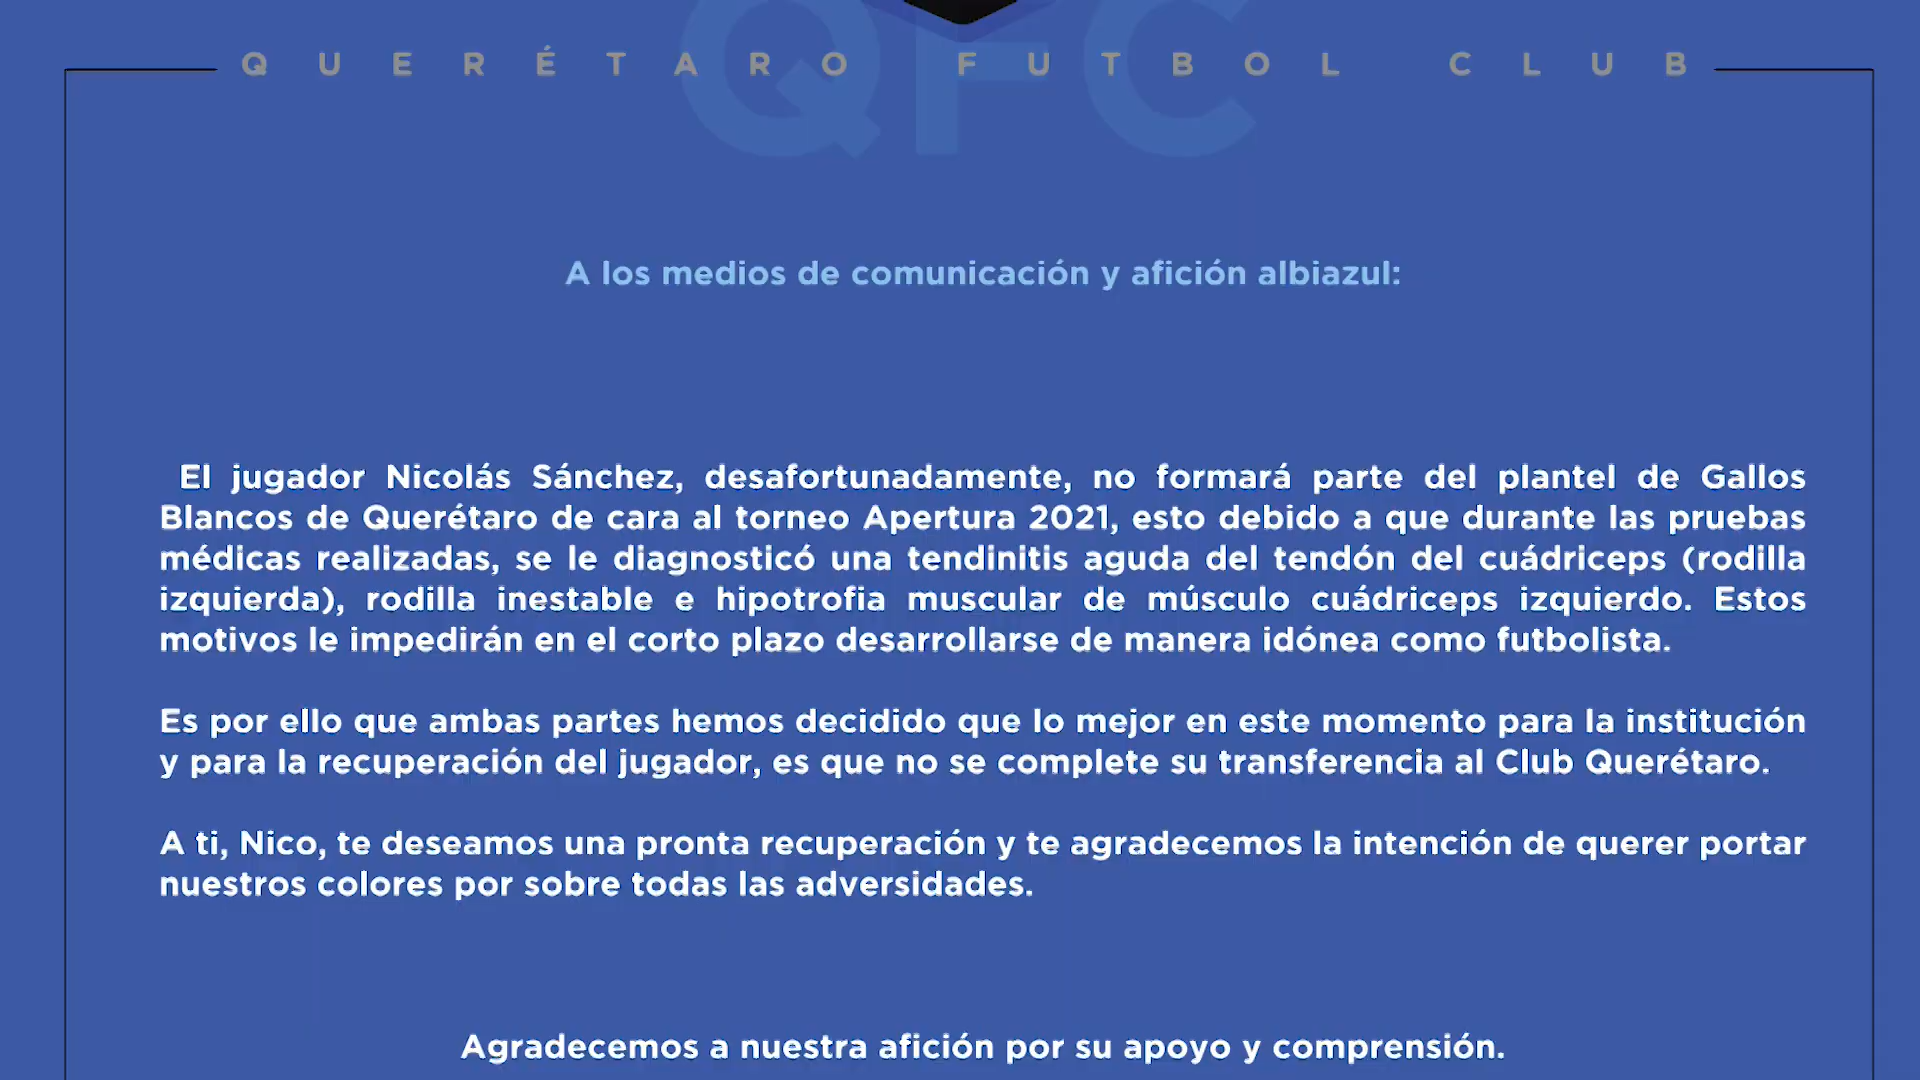 QFC
QUERÉTARO FUTBOL CLUB
A los medios de comunicación y afición albiazul:
El jugador Nicolás Sánchez, desafortunadamente, no formará parte del plantel de Gallos
Blancos de Querétaro de cara al torneo Apertura 2021, esto debido a que durante las pruebas
médicas realizadas, se le diagnosticó una tendinitis aguda del tendón del cuádriceps (rodilla
izquierda), rodilla inestable e hipotrofia muscular de músculo cuádriceps izquierdo. Estos
motivos le impedirán en el corto plazo desarrollarse de manera idónea como futbolista.
Es por ello que ambas partes hemos decidido que lo mejor en este momento para la institución
y para la recuperación del jugador, es que no se complete su transferencia al Club Querétaro.
A ti, Nico, te deseamos una pronta recuperación y te agradecemos la intención de querer portar
nuestros colores por sobre todas las adversidades.
Agradecemos a nuestra afición por su apoyo y comprensión.